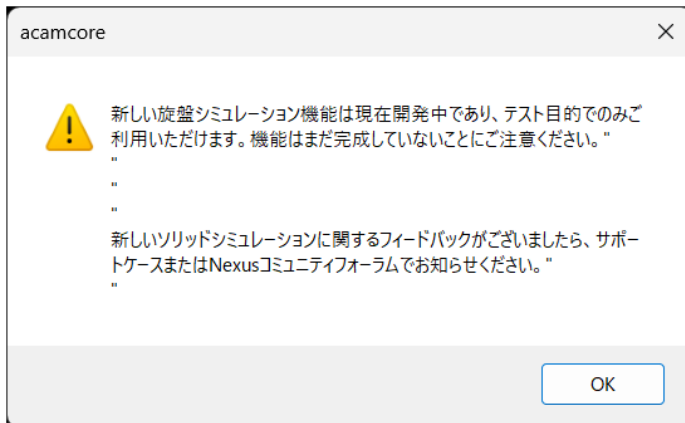 acamcore
新しい旋盤シミュレーション機能は現在開発中であり、テスト目的でのみご
利用いただけます。機能はまだ完成していないことにご注意ください。"
"
"
"
新しいソリッドシミュレーションに関するフィードバックがございましたら、サポー
トケースまたはNexusコミュニティフォーラムでお知らせください。"
"
OK